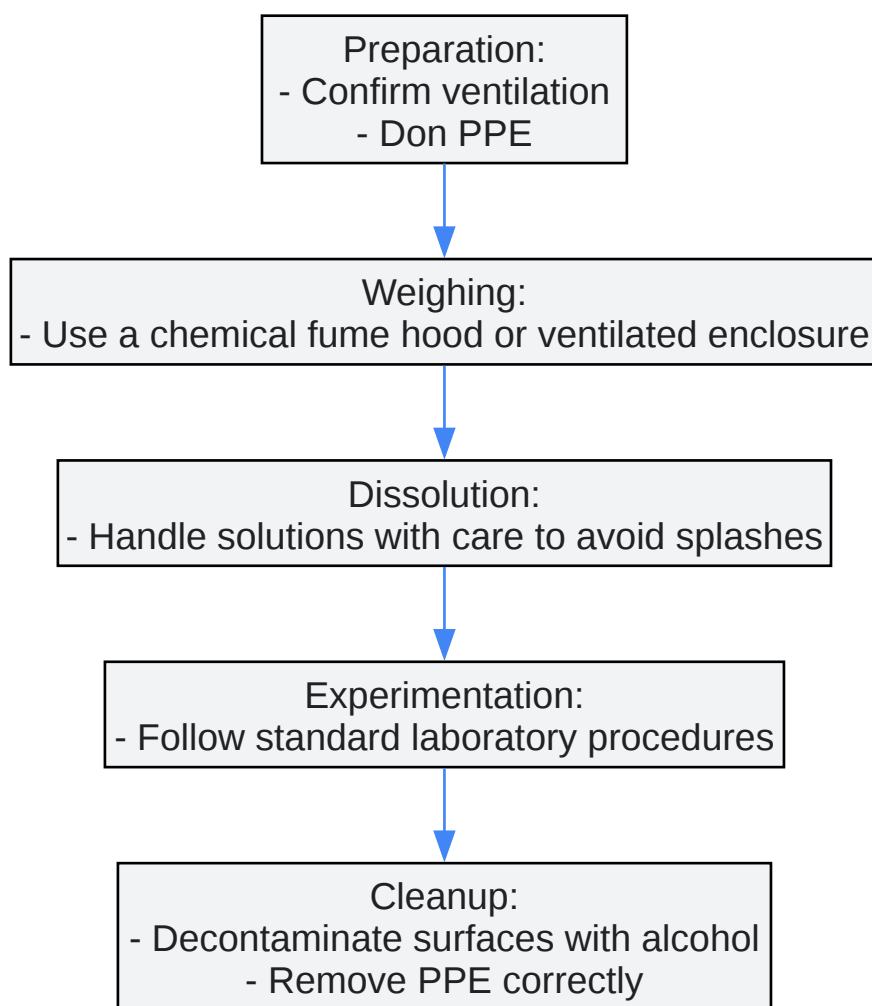 Preparation:
- Confirm ventilation
- Don PPE
Weighing:
- Use a chemical fume hood or ventilated enclosure
Dissolution:
- Handle solutions with care to avoid splashes
Experimentation:
- Follow standard laboratory procedures
Cleanup:
- Decontaminate surfaces with alcohol
- Remove PPE correctly